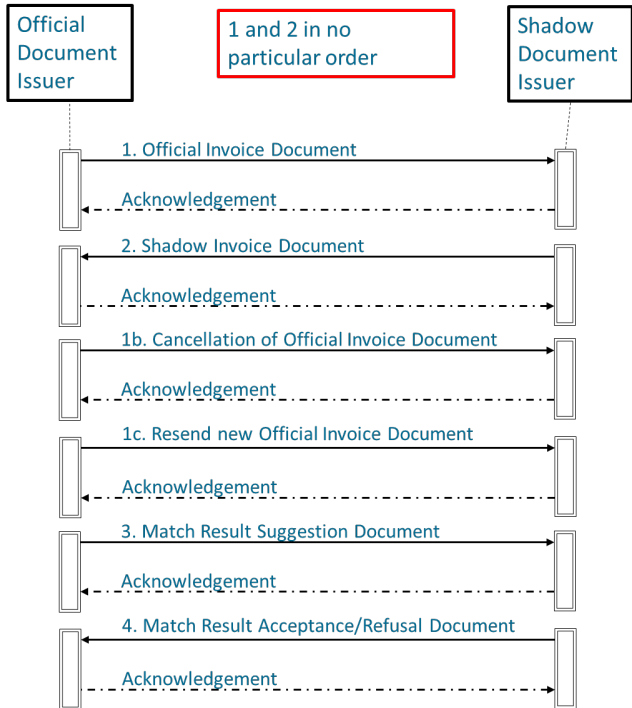 Official
Document
Issuer
1 and 2 in no
particular order
Shadow
Document
Issuer
1. Official Invoice Document
Acknowledgement
2. Shadow Invoice Document
Acknowledgement
1b. Cancellation of Official Invoice Document
Acknowledgement
1c. Resend new Official Invoice Document
Acknowledgement
3. Match Result Suggestion Document
Acknowledgement
4. Match Result Acceptance/Refusal Document
Acknowledgement